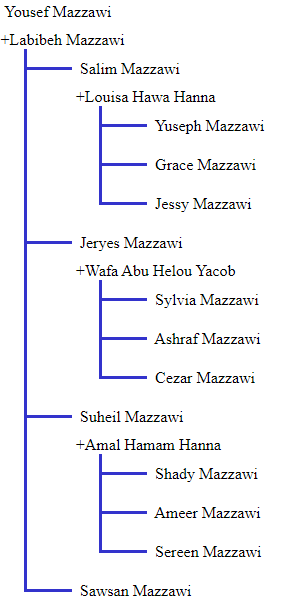 Yousef Mazzawi
+Labibeh Mazzawi
Salim Mazzawi
+Louisa Hawa Hanna
Yuseph Mazzawi
Grace Mazzawi
Jessy Mazzawi
Jeryes Mazzawi
+Wafa Abu Helou Yacob
Sylvia Mazzawi
Ashraf Mazzawi
Cezar Mazzawi
Suheil Mazzawi
+Amal Hamam Hanna
Shady Mazzawi
Ameer Mazzawi
Sereen Mazzawi
Sawsan Mazzawi